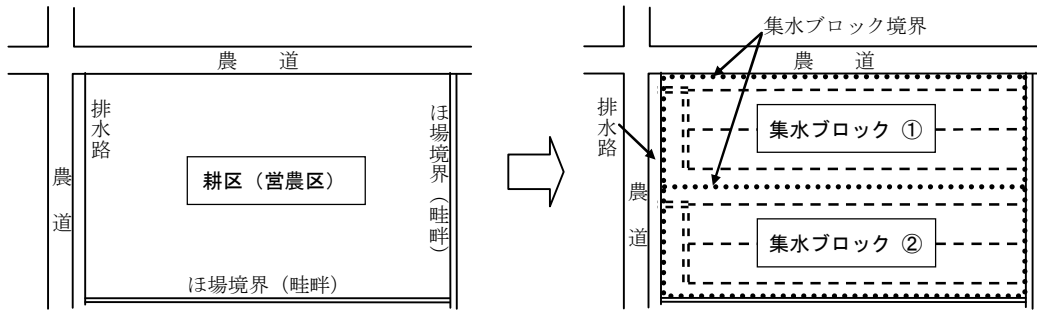 農　道
排水路
農　道
耕区（営農区）
ほ場境界（畦畔）
ほ場境界（畦畔）
集水ブロック境界
農　道
排水路
農　道
集水ブロック ①
集水ブロック ②